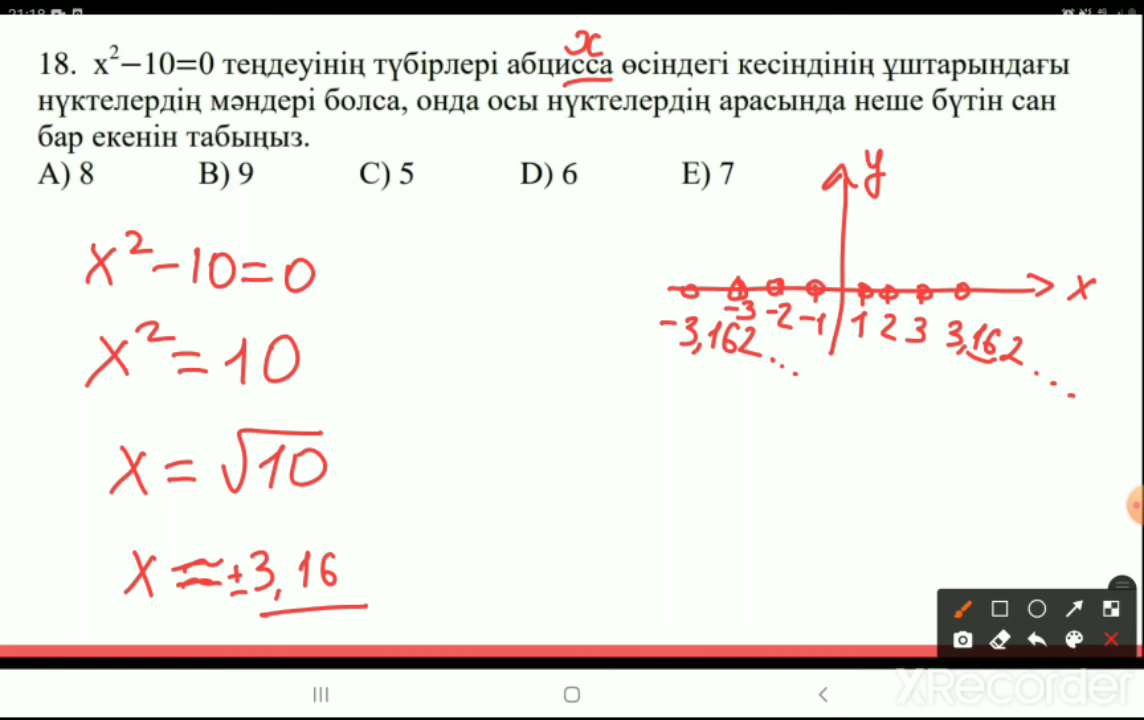 21:18
18. x²−10=0 теңдеуінің түбірлері абцисса өсіндегі кесіндінің ұштарындағы
x
нүктелердің мәндері болса, онда осы нүктелердің арасында неше бүтін сан
бар екенін табыңыз.
A) 8 B) 9 C) 5 D) 6 E) 7
y
x
-3,162... -3 -2 -1 1 2 3 3,162...
x²-10=0
x²=10
x=√10
x≈±3,16
XRecorder